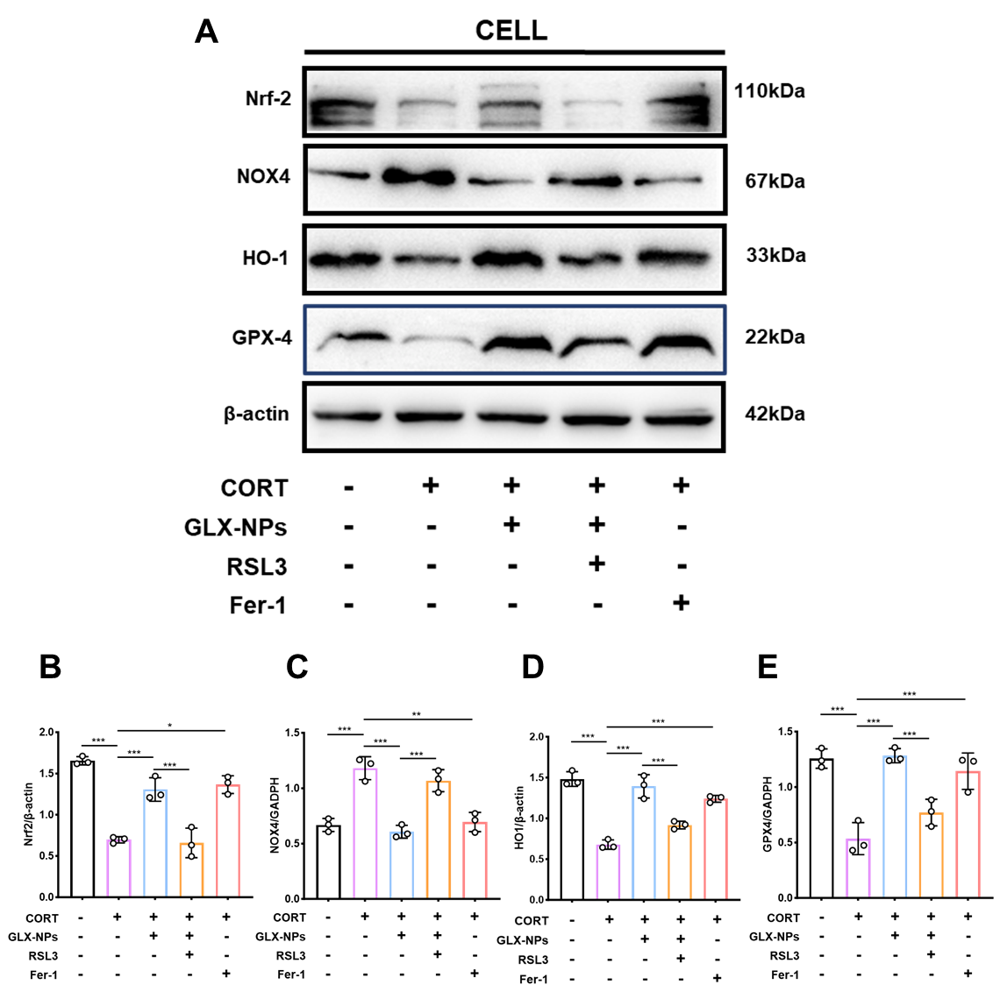 A
CELL
Nrf-2 110kDa
NOX4 67kDa
HO-1 33kDa
GPX-4 22kDa
β-actin 42kDa
CORT - + + + +
GLX-NPs - - + + -
RSL3 - - - + -
Fer-1 - - - - +
B
***
***
***
*
Nrf2/β-actin
2.0
1.5
1.0
0.5
0.0
CORT - + + + +
GLX-NPs - - + + -
RSL3 - - - + -
Fer-1 - - - - +
C
***
***
***
**
NOX4/GADPH
1.5
1.0
0.5
0.0
CORT - + + + +
GLX-NPs - - + + -
RSL3 - - - + -
Fer-1 - - - - +
D
***
***
***
***
HO1/β-actin
2.0
1.5
1.0
0.5
0.0
CORT - + + + +
GLX-NPs - - + + -
RSL3 - - - + -
Fer-1 - - - - +
E
***
***
***
***
GPX4/GADPH
1.5
1.0
0.5
0.0
CORT - + + + +
GLX-NPs - - + + -
RSL3 - - - + -
Fer-1 - - - - +